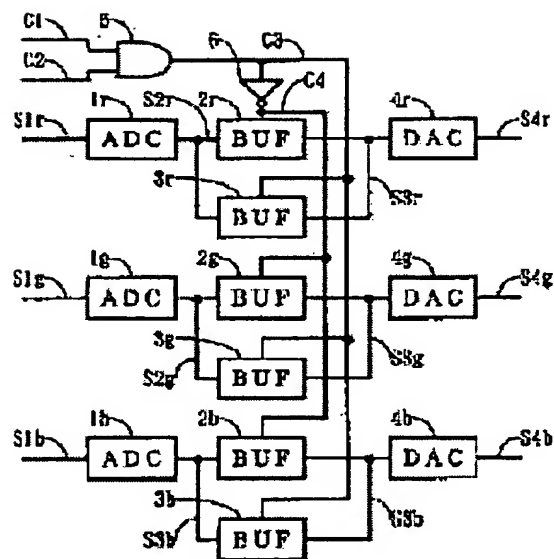 C1 5 6 C3
C2 C4
S1r 1r S2r 2r 4r S4r
ADC BUF DAC
3r S3r
BUF
S1g 1g 2g 4g S4g
ADC BUF DAC
3g S3g
S2g BUF
S1b 1b 2b 4b S4b
ADC BUF DAC
3b
S3b BUF G3b